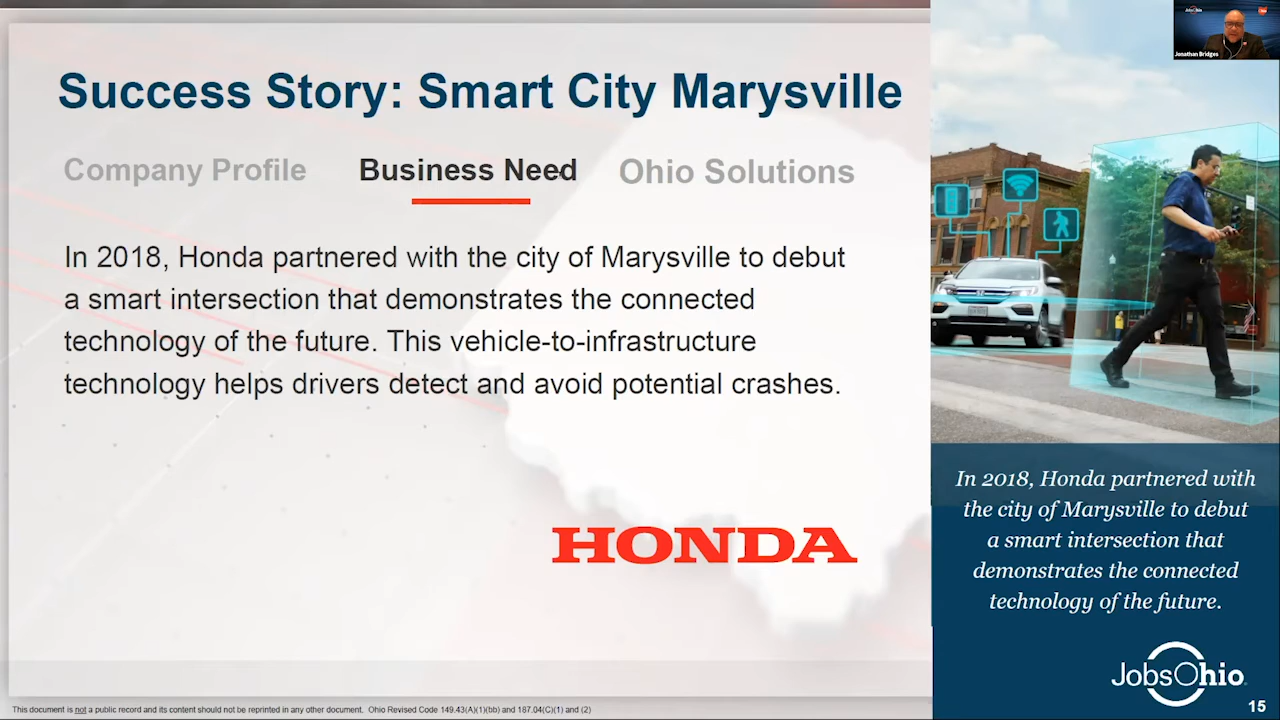 Success Story: Smart City Marysville
Company Profile
Business Need
Ohio Solutions
In 2018, Honda partnered with the city of Marysville to debut
a smart intersection that demonstrates the connected
technology of the future. This vehicle-to-infrastructure
technology helps drivers detect and avoid potential crashes.
HONDA
JobsOhio
Jonathan Bridges
In 2018, Honda partnered with
the city of Marysville to debut
a smart intersection that
demonstrates the connected
technology of the future.
JobsOhio
15
This document is not a public record and its content should not be reprinted in any other document. Ohio Revised Code 149.43(A)(1)(bb) and 187.04(C)(1) and (2)